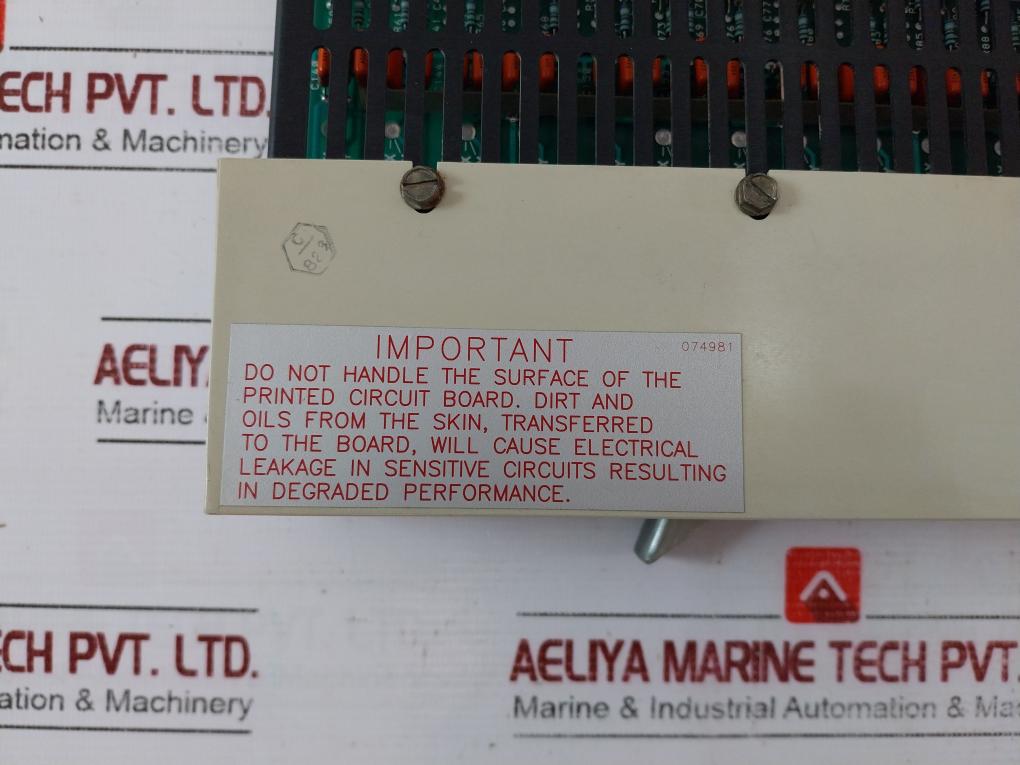 ECH PVT. LTD.
mation & Machinery
C/
823
AELIY
Marine
IMPORTANT
074981
DO NOT HANDLE THE SURFACE OF THE
PRINTED CIRCUIT BOARD. DIRT AND
OILS FROM THE SKIN, TRANSFERRED
TO THE BOARD, WILL CAUSE ELECTRICAL
LEAKAGE IN SENSITIVE CIRCUITS RESULTING
IN DEGRADED PERFORMANCE.
ECH PVT. LTD.
ation & Machinery
AELIYA MARINE TECH PVT.
Marine & Industrial Automation & Ma